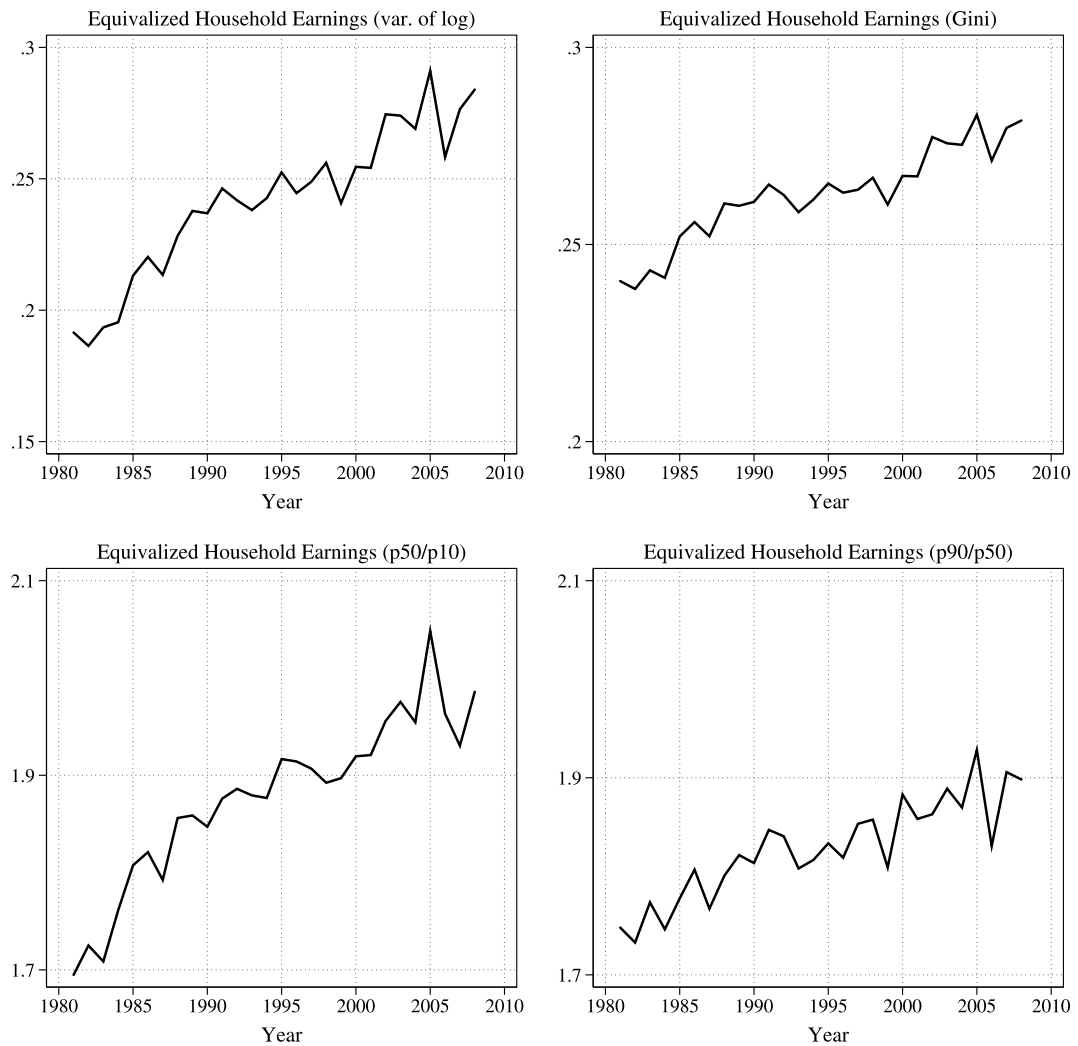 Equivalized Household Earnings (var. of log)
.3
.25
.2
.15
1980 1985 1990 1995 2000 2005 2010
Year
Equivalized Household Earnings (Gini)
.3
.25
.2
1980 1985 1990 1995 2000 2005 2010
Year
Equivalized Household Earnings (p50/p10)
2.1
1.9
1.7
1980 1985 1990 1995 2000 2005 2010
Year
Equivalized Household Earnings (p90/p50)
2.1
1.9
1.7
1980 1985 1990 1995 2000 2005 2010
Year